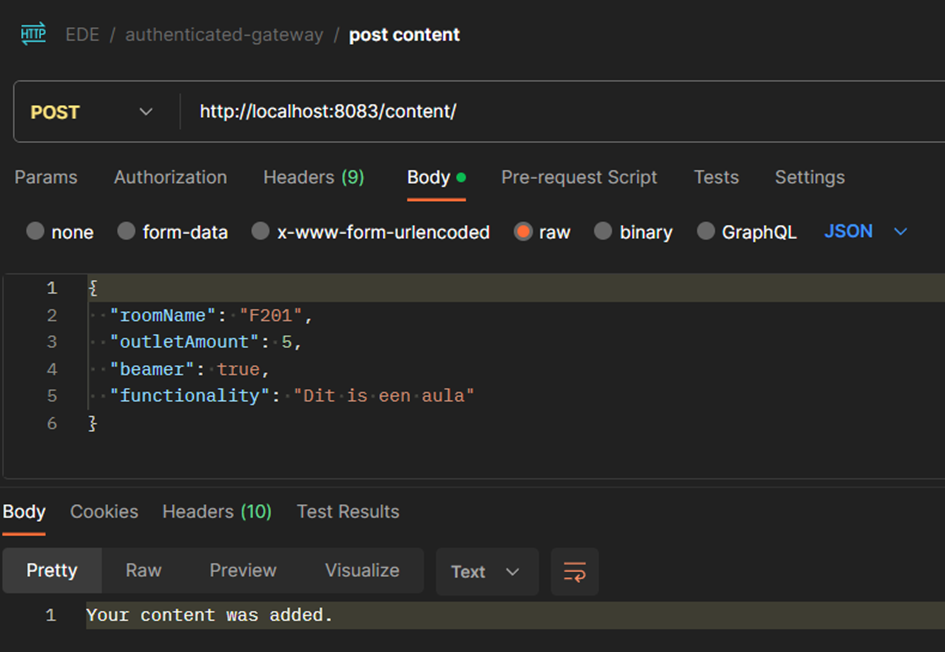 HTTP EDE / authenticated-gateway / post content
POST http://localhost:8083/content/
Params Authorization Headers (9) Body Pre-request Script Tests Settings
none form-data x-www-form-urlencoded raw binary GraphQL JSON
1 {
2 "roomName": "F201",
3 "outletAmount": 5,
4 "beamer": true,
5 "functionality": "Dit is een aula"
6 }
Body Cookies Headers (10) Test Results
Pretty Raw Preview Visualize Text
1 Your content was added.